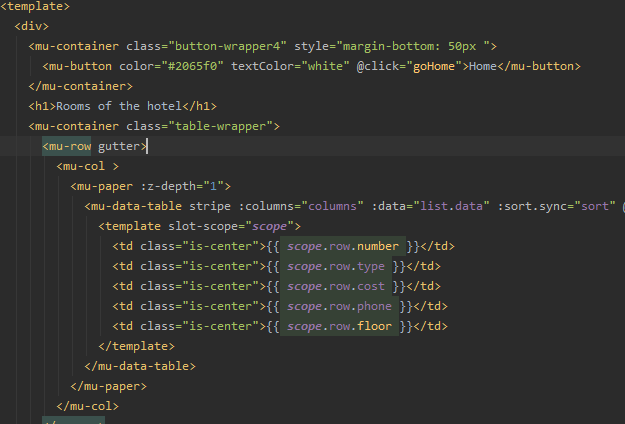 <template>
<div>
<mu-container class="button-wrapper4" style="margin-bottom: 50px ">
<mu-button color="#2065f0" textColor="white" @click="goHome">Home</mu-button>
</mu-container>
<h1>Rooms of the hotel</h1>
<mu-container class="table-wrapper">
<mu-row gutter>
<mu-col >
<mu-paper :z-depth="1">
<mu-data-table stripe :columns="columns" :data="list.data" :sort.sync="sort" @
<template slot-scope="scope">
<td class="is-center">{{ scope.row.number }}</td>
<td class="is-center">{{ scope.row.type }}</td>
<td class="is-center">{{ scope.row.cost }}</td>
<td class="is-center">{{ scope.row.phone }}</td>
<td class="is-center">{{ scope.row.floor }}</td>
</template>
</mu-data-table>
</mu-paper>
</mu-col>